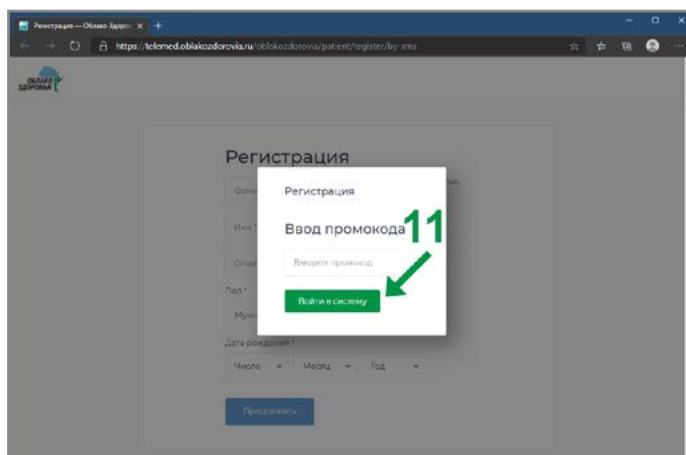 Регистрация — Облако Здоро
https://telemed.oblakozdorovia.ru/oblakozdorovia/patient/register/by-sms
ОБЛАКО
ЗДОРОВЬЯ
Регистрация
Регистрация
Имя *
Ввод промокода
11
Введите промокод
Войти в систему
Пол *
Дата рождения *
Число
Месяц
Год
Продолжить